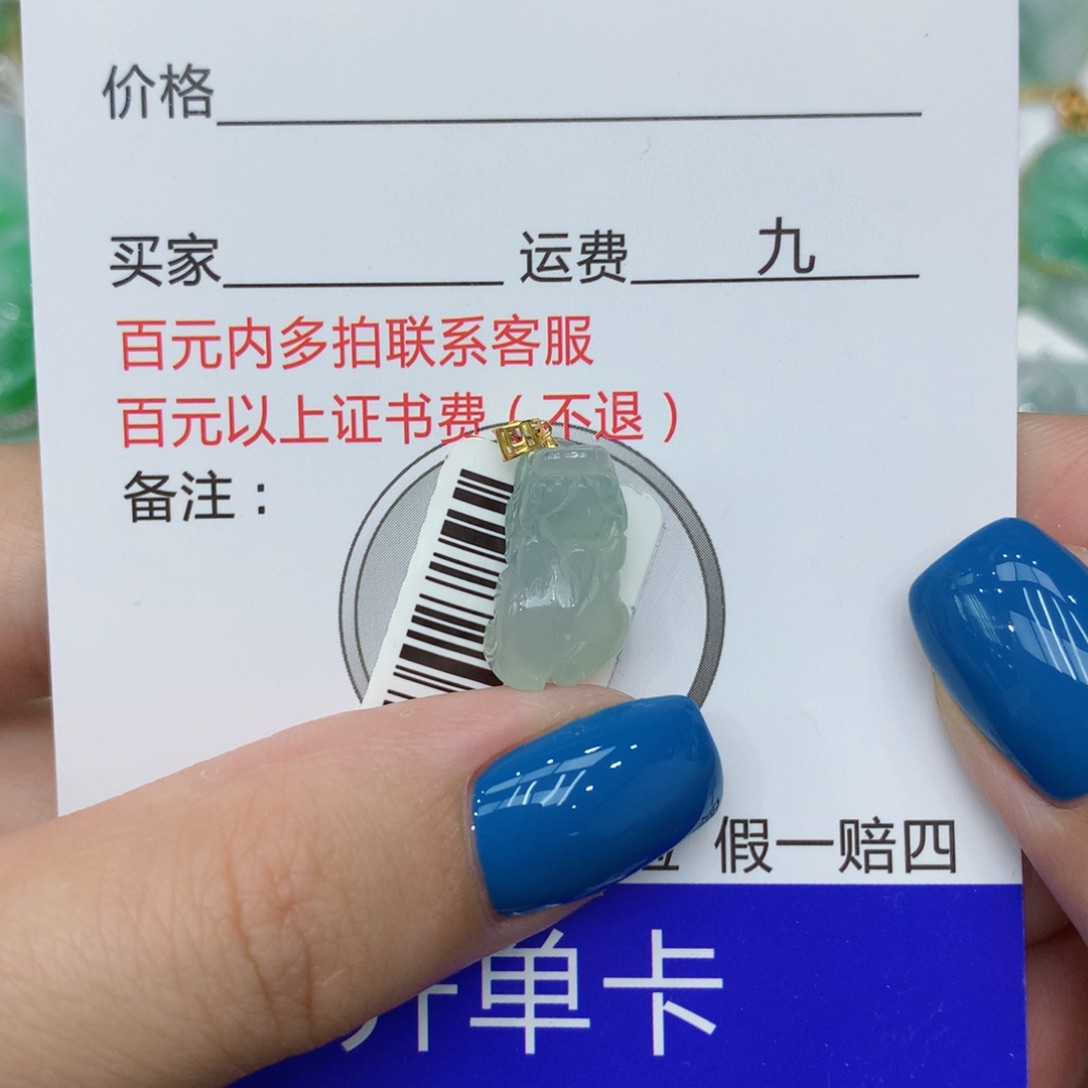 价格
买家 运费 九
百元内多拍联系客服
百元以上证书费（不退）
备注：
假一赔四
开单卡